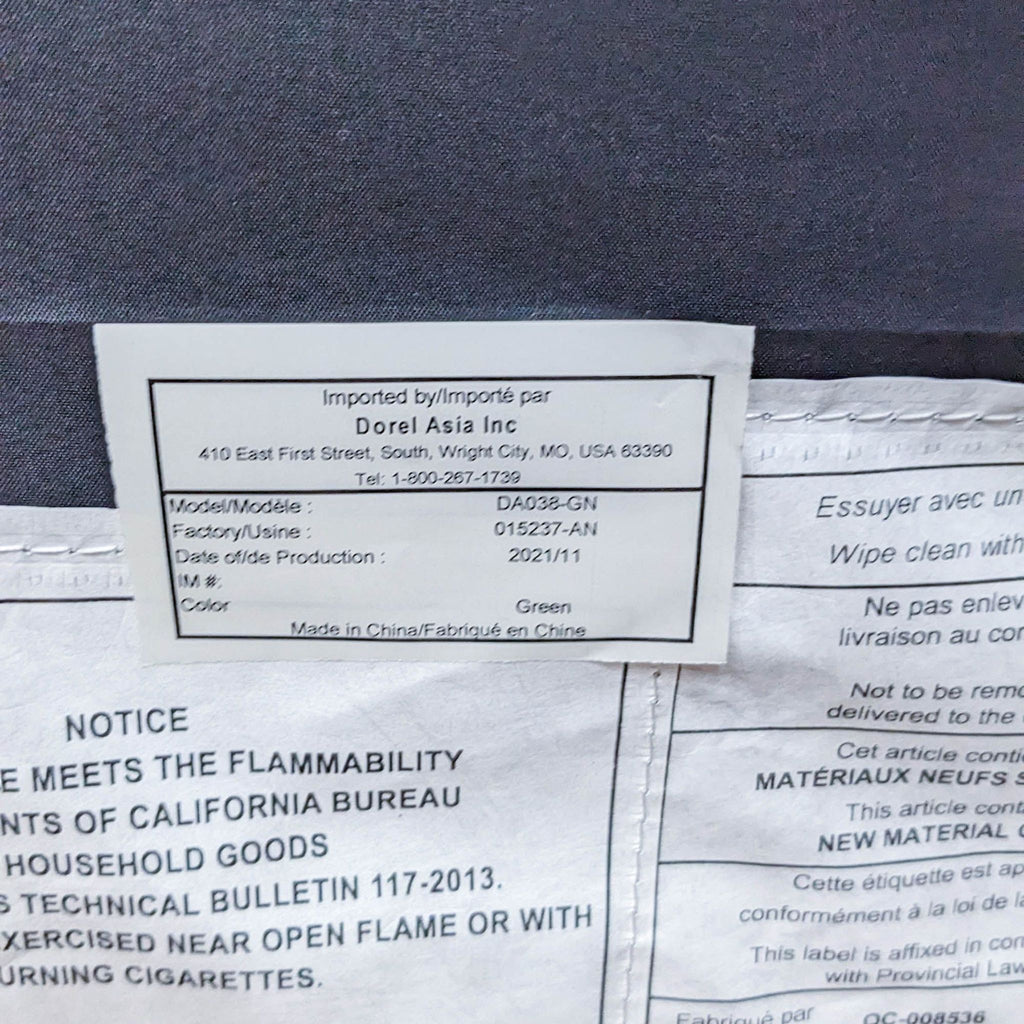 Imported by/Importé par
Dorel Asia Inc
410 East First Street, South, Wright City, MO, USA 63390
Tel: 1-800-267-1739
Model/Modèle : DA038-GN
Factory/Usine : 015237-AN
Date of/de Production : 2021/11
IM #:
Color Green
Made in China/Fabriqué en Chine
NOTICE
E MEETS THE FLAMMABILITY
NTS OF CALIFORNIA BUREAU
HOUSEHOLD GOODS
S TECHNICAL BULLETIN 117-2013.
XERCISED NEAR OPEN FLAME OR WITH
URNING CIGARETTES.
Essuyer avec un
Wipe clean with
Ne pas enlev
livraison au con
Not to be remo
delivered to the
Cet article conti
MATÉRIAUX NEUFS S
This article cont
NEW MATERIAL
Cette étiquette est ap
conformément à la loi de la
This label is affixed in con
with Provincial Law
Fabriqué par QC-008536